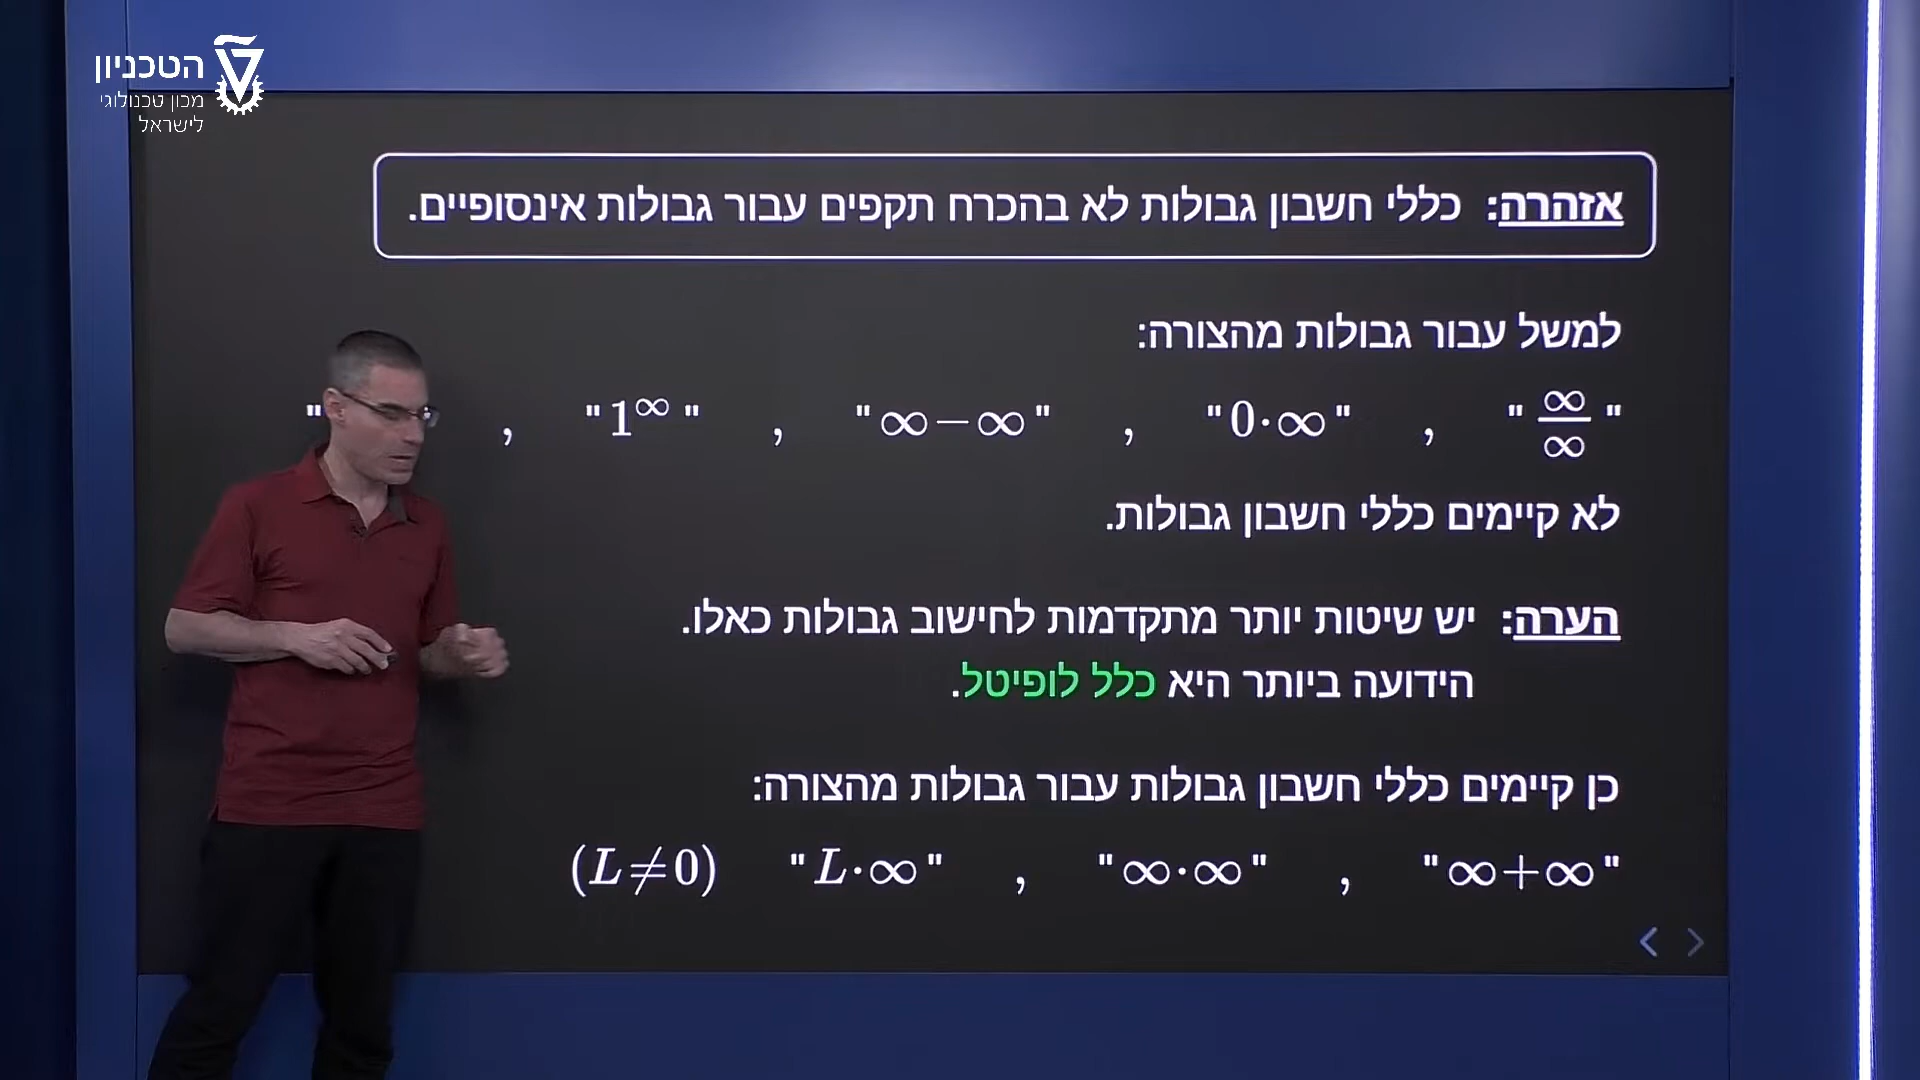 הטכניון
מכון טכנולוגי
לישראל
אזהרה: כללי חשבון גבולות לא בהכרח תקפים עבור גבולות אינסופיים.
למשל עבור גבולות מהצורה:
"∞/∞" , "0·∞" , "∞−∞" , "1^∞" , "
לא קיימים כללי חשבון גבולות.
הערה: יש שיטות יותר מתקדמות לחישוב גבולות כאלו.
הידועה ביותר היא כלל לופיטל.
כן קיימים כללי חשבון גבולות עבור גבולות מהצורה:
"∞+∞" , "∞·∞" , "L·∞" (L≠0)